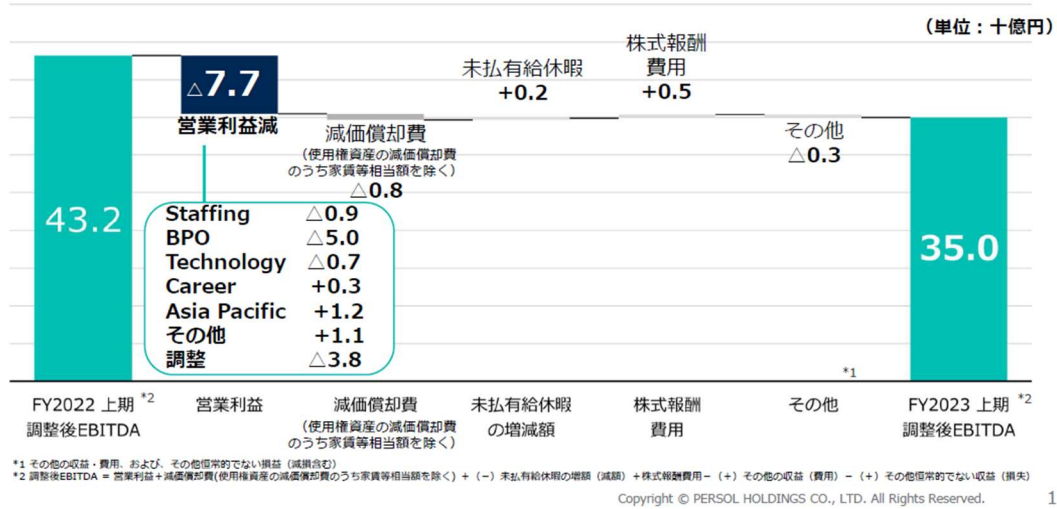 （単位：十億円）
△7.7
営業利益減
減価償却費
（使用権資産の減価償却費
のうち家賃等相当額を除く）
△0.8
未払有給休暇
+0.2
株式報酬
費用
+0.5
その他
△0.3
43.2
Staffing △0.9
BPO △5.0
Technology △0.7
Career +0.3
Asia Pacific +1.2
その他 +1.1
調整 △3.8
35.0
*1
FY2022 上期 *2
調整後EBITDA
営業利益
減価償却費
（使用権資産の減価償却費
のうち家賃等相当額を除く）
未払有給休暇
の増減額
株式報酬
費用
その他
FY2023 上期 *2
調整後EBITDA
*1 その他の収益・費用、および、その他恒常的でない損益（減損含む）
*2 調整後EBITDA = 営業利益＋減価償却費(使用権資産の減価償却費のうち家賃等相当額を除く) ＋（－）未払有給休暇の増額（減額）＋株式報酬費用－（＋）その他の収益（費用）－（＋）その他恒常的でない収益（損失）
Copyright © PERSOL HOLDINGS CO., LTD. All Rights Reserved.
1